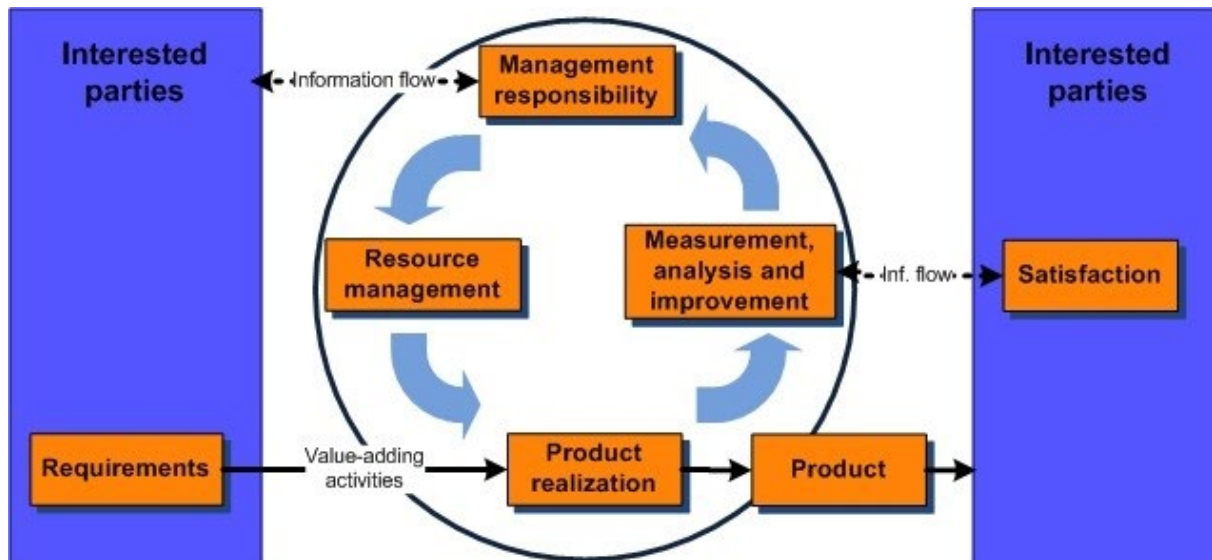 Interested
parties
Information flow
Management
responsibility
Interested
parties
Resource
management
Measurement,
analysis and
improvement
Inf. flow
Satisfaction
Requirements
Value-adding
activities
Product
realization
Product